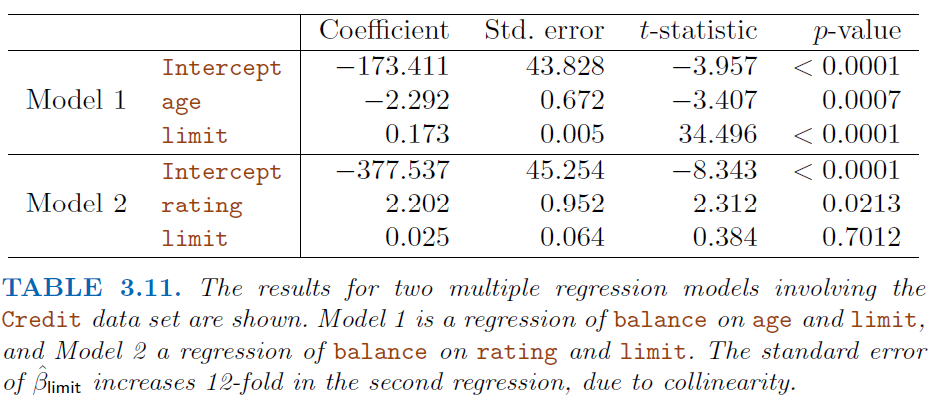 Coefficient Std. error t-statistic p-value
Intercept −173.411 43.828 −3.957 < 0.0001
Model 1 age −2.292 0.672 −3.407 0.0007
limit 0.173 0.005 34.496 < 0.0001
Intercept −377.537 45.254 −8.343 < 0.0001
Model 2 rating 2.202 0.952 2.312 0.0213
limit 0.025 0.064 0.384 0.7012
TABLE 3.11. The results for two multiple regression models involving the
Credit data set are shown. Model 1 is a regression of balance on age and limit,
and Model 2 a regression of balance on rating and limit. The standard error
of β̂limit increases 12-fold in the second regression, due to collinearity.